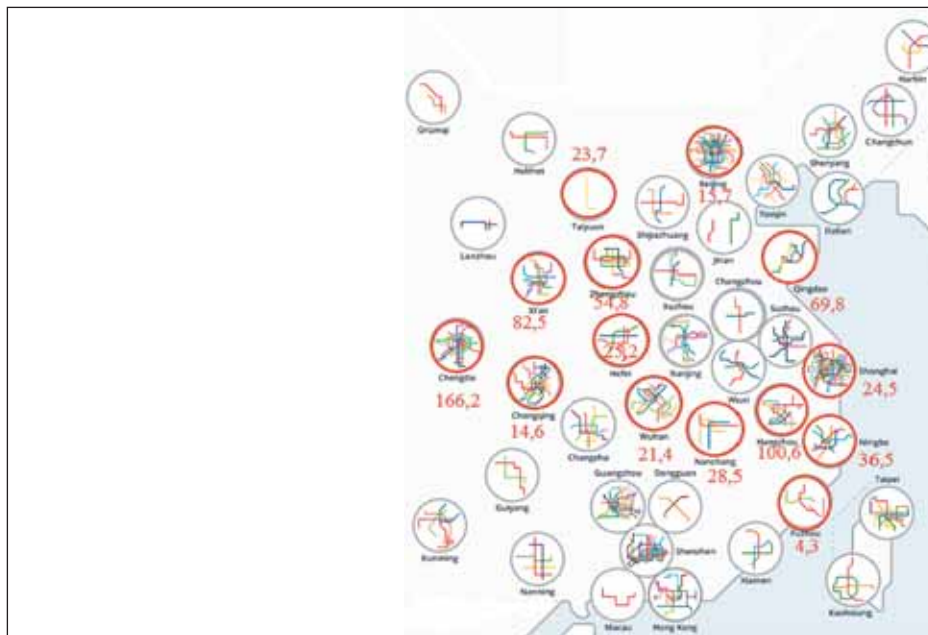 Harbin
Urumqi
Changchun
Shenyang
Hohhot
23,7
Beijing
15,7
Tianjin
Dalian
Taiyuan
Shijiazhuang
Jinan
Lanzhou
Changzhou
Qingdao
69,8
Zhengzhou
54,8
Xuzhou
Suzhou
Xi'an
82,5
25,2
Hefei
Nanjing
Shanghai
24,5
Chengdu
166,2
Wuxi
Chongqing
14,6
Wuhan
21,4
Nanchang
28,5
Hangzhou
100,6
Ningbo
36,5
Changsha
Guangzhou
Dongguan
Taipei
Guiyang
Fuzhou
4,3
Kunming
Shenzhen
Xiamen
Nanning
Kaohsiung
Macau
Hong Kong